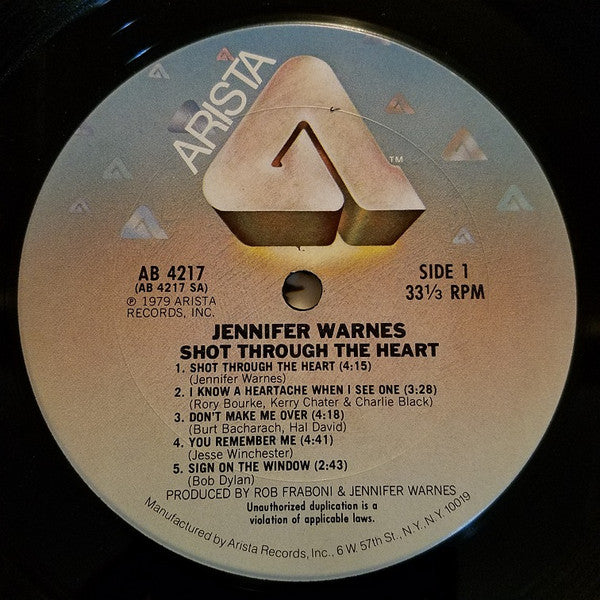 ARISTA
TM
AB 4217
(AB 4217 SA)
℗ 1979 ARISTA
RECORDS, INC.
SIDE 1
33⅓ RPM
JENNIFER WARNES
SHOT THROUGH THE HEART
1. SHOT THROUGH THE HEART (4:15)
(Jennifer Warnes)
2. I KNOW A HEARTACHE WHEN I SEE ONE (3:28)
(Rory Bourke, Kerry Chater & Charlie Black)
3. DON'T MAKE ME OVER (4:18)
(Burt Bacharach, Hal David)
4. YOU REMEMBER ME (4:41)
(Jesse Winchester)
5. SIGN ON THE WINDOW (2:43)
(Bob Dylan)
PRODUCED BY ROB FRABONI & JENNIFER WARNES
Unauthorized duplication is a
violation of applicable laws.
Manufactured by Arista Records, Inc., 6 W. 57th St., N.Y., N.Y. 10019